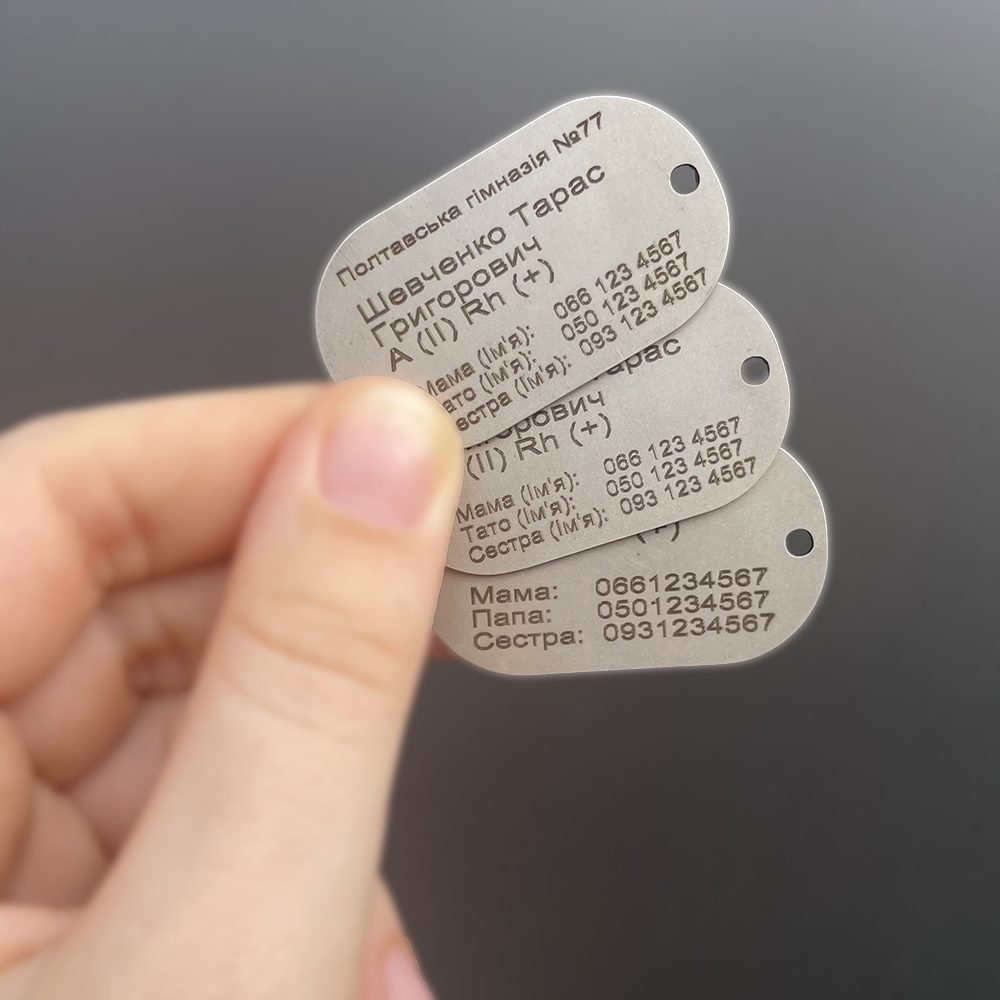 Полтавська гімназія №77
Шевченко Тарас
Григорович
A (II) Rh (+)
Мама (Ім'я): 066 123 4567
Тато (Ім'я): 050 123 4567
Сестра (Ім'я): 093 123 4567
(II) Rh (+)
Мама (Ім'я): 066 123 4567
Тато (Ім'я): 050 123 4567
Сестра (Ім'я): 093 123 4567
(+)
Мама: 0661234567
Папа: 0501234567
Сестра: 0931234567